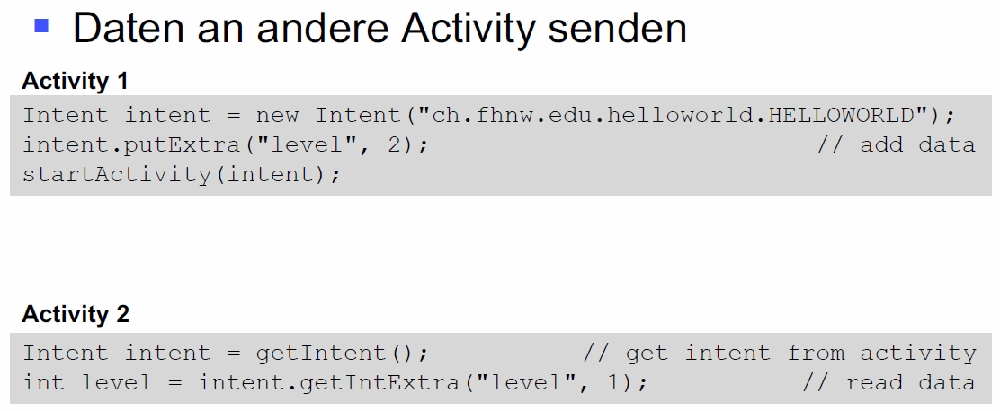 Daten an andere Activity senden
Activity 1
Intent intent = new Intent("ch.fhnw.edu.helloworld.HELLOWORLD");
intent.putExtra("level", 2); // add data
startActivity(intent);
Activity 2
Intent intent = getIntent(); // get intent from activity
int level = intent.getIntExtra("level", 1); // read data